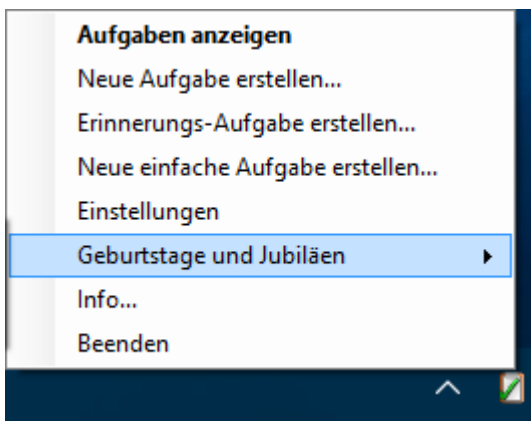 Aufgaben anzeigen
Neue Aufgabe erstellen...
Erinnerungs-Aufgabe erstellen...
Neue einfache Aufgabe erstellen...
Einstellungen
Geburtstage und Jubiläen
Info...
Beenden